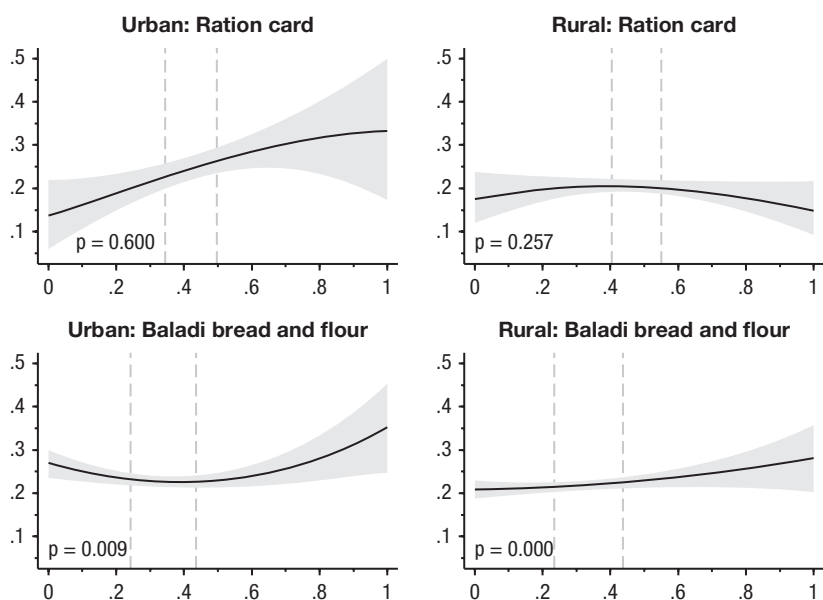 Urban: Ration card
.5
.4
.3
.2
.1
p = 0.600
0 .2 .4 .6 .8 1
Rural: Ration card
.5
.4
.3
.2
.1
p = 0.257
0 .2 .4 .6 .8 1
Urban: Baladi bread and flour
.5
.4
.3
.2
.1
p = 0.009
0 .2 .4 .6 .8 1
Rural: Baladi bread and flour
.5
.4
.3
.2
.1
p = 0.000
0 .2 .4 .6 .8 1